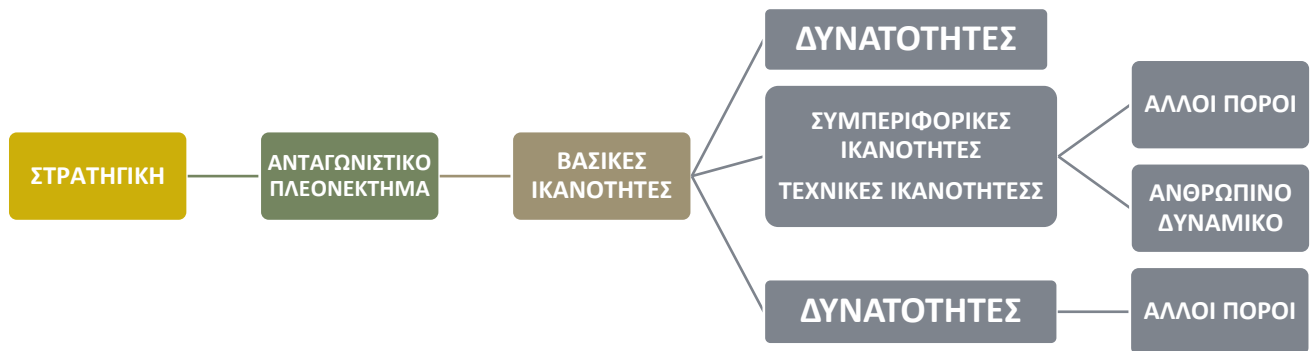 ΣΤΡΑΤΗΓΙΚΗ
ΑΝΤΑΓΩΝΙΣΤΙΚΟ
ΠΛΕΟΝΕΚΤΗΜΑ
ΒΑΣΙΚΕΣ
ΙΚΑΝΟΤΗΤΕΣ
ΔΥΝΑΤΟΤΗΤΕΣ
ΣΥΜΠΕΡΙΦΟΡΙΚΕΣ
ΙΚΑΝΟΤΗΤΕΣ
ΤΕΧΝΙΚΕΣ ΙΚΑΝΟΤΗΤΕΣΣ
ΔΥΝΑΤΟΤΗΤΕΣ
ΑΛΛΟΙ ΠΟΡΟΙ
ΑΝΘΡΩΠΙΝΟ
ΔΥΝΑΜΙΚΟ
ΑΛΛΟΙ ΠΟΡΟΙ